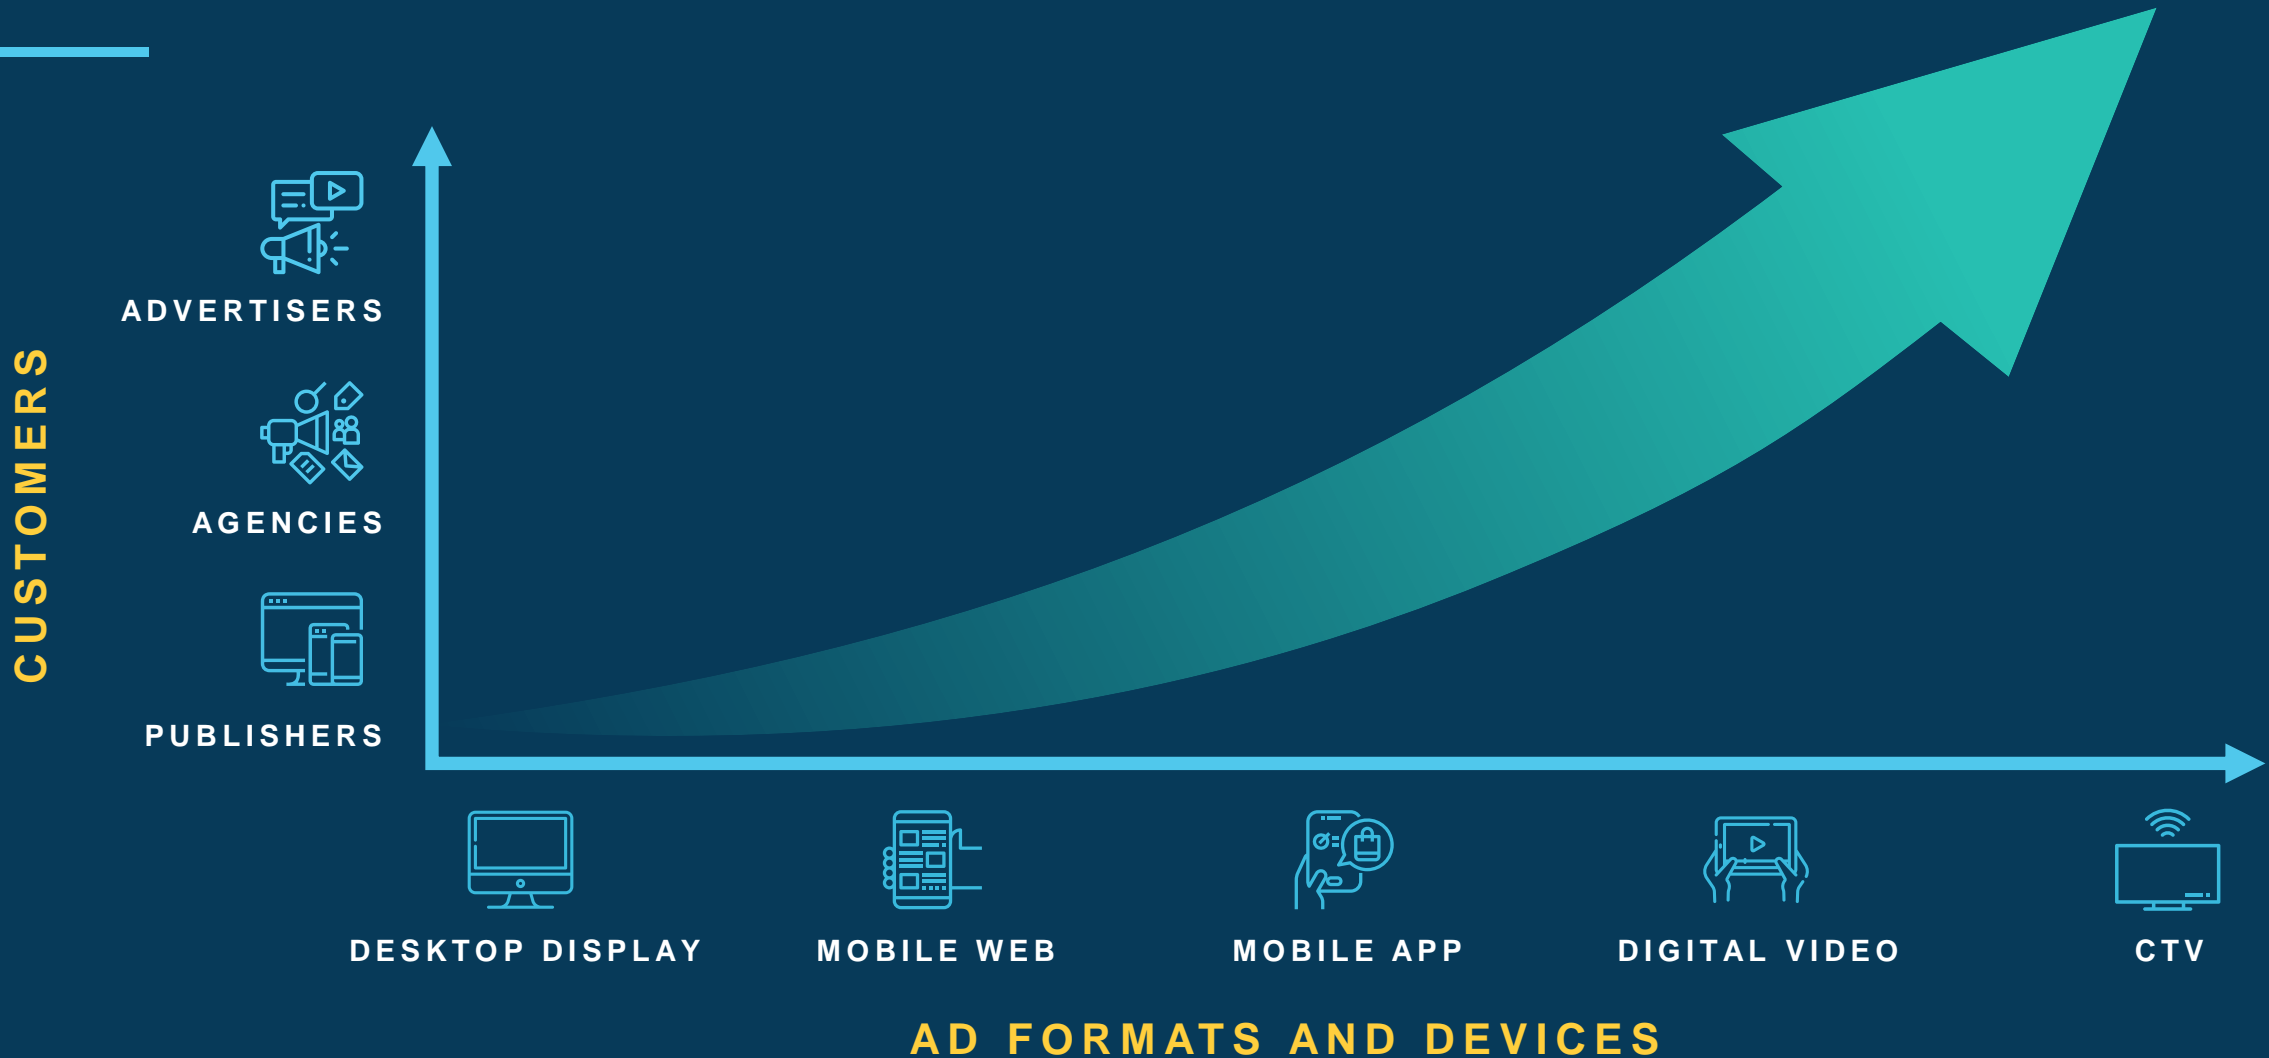 CUSTOMERS
ADVERTISERS
AGENCIES
PUBLISHERS
DESKTOP DISPLAY
MOBILE WEB
MOBILE APP
DIGITAL VIDEO
CTV
AD FORMATS AND DEVICES